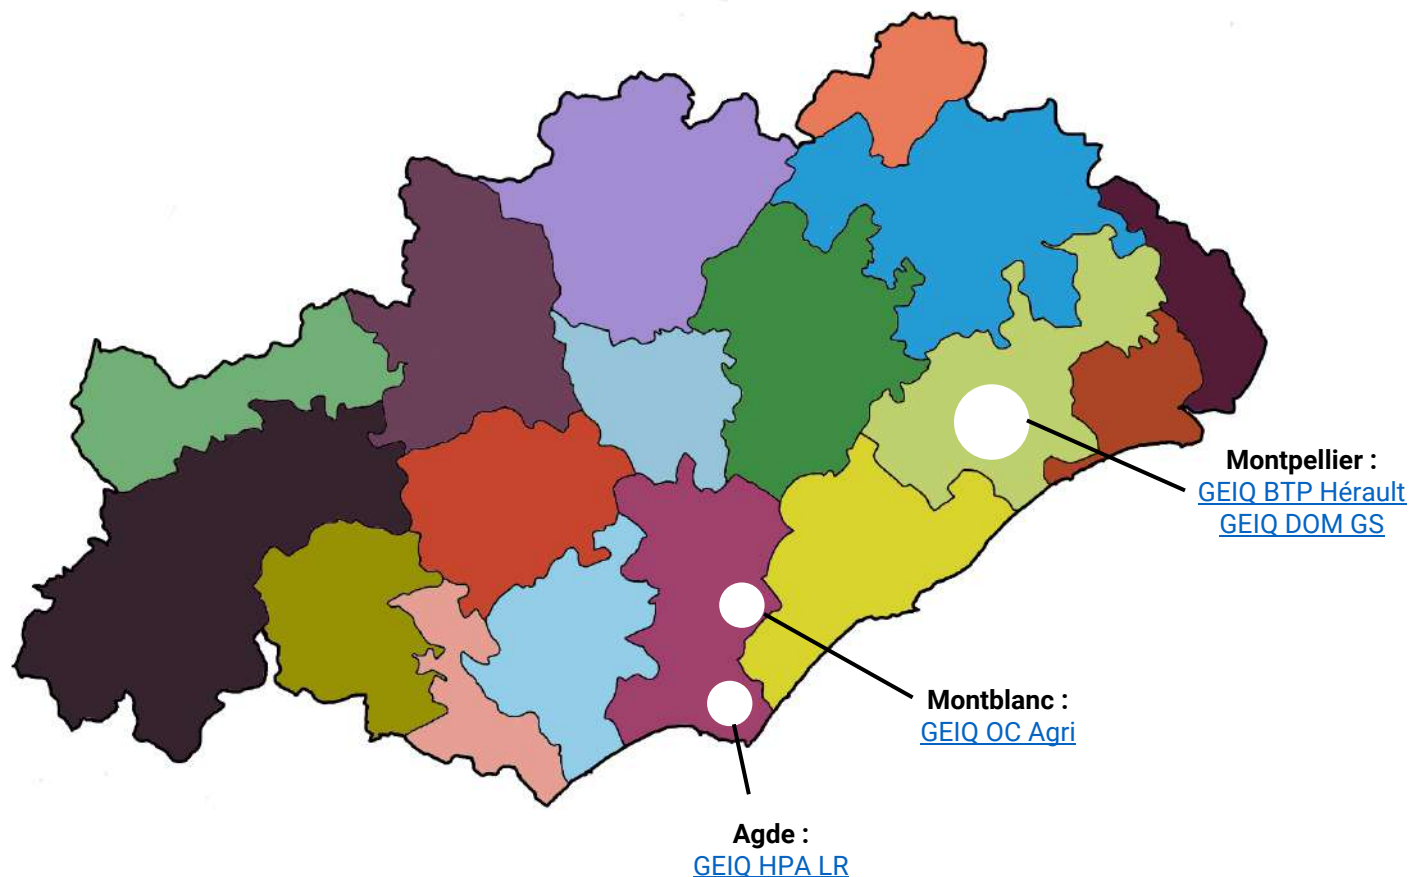 Montpellier :
GEIQ BTP Hérault
GEIQ DOM GS
Montblanc :
GEIQ OC Agri
Agde :
GEIQ HPA LR